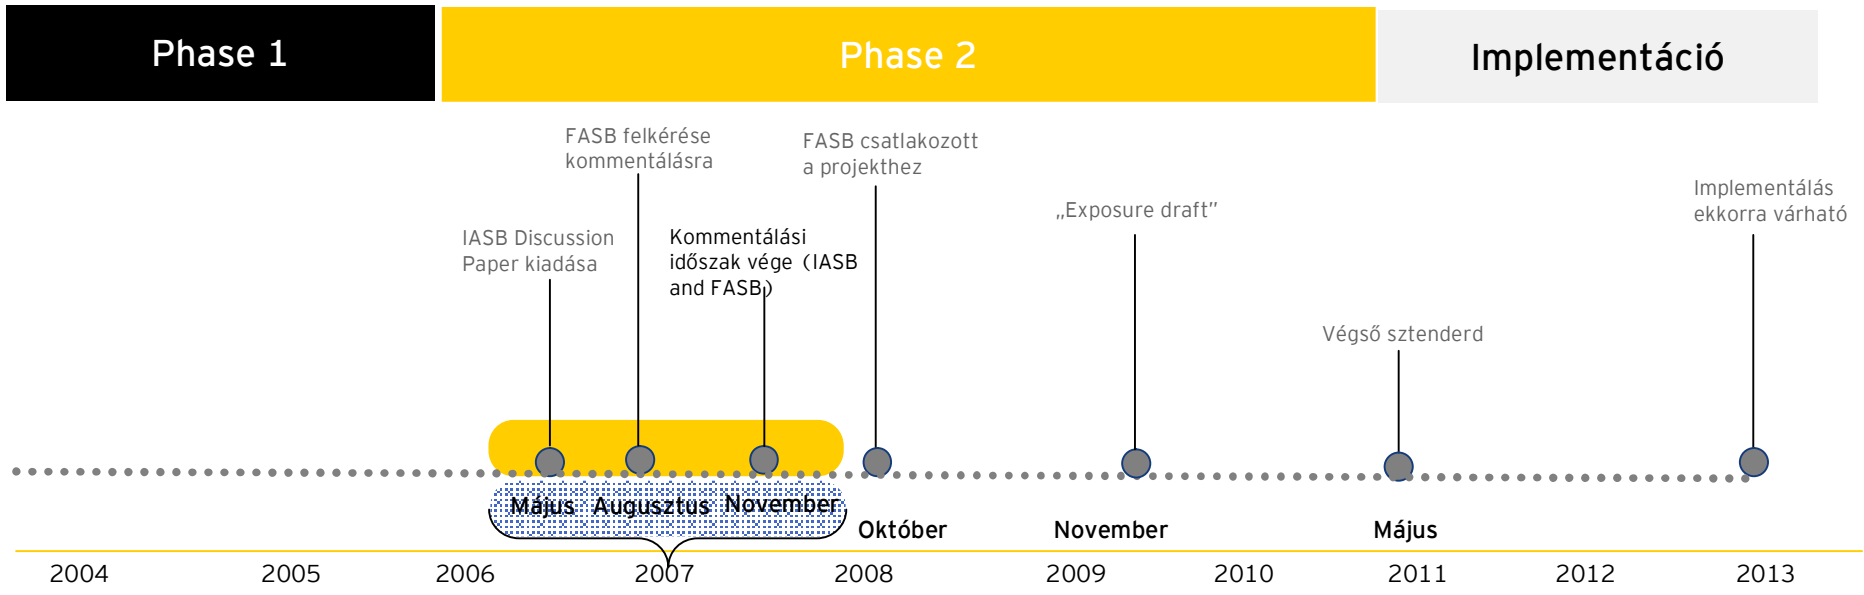 Phase 1
Phase 2
Implementáció
FASB felkérése
kommentálásra
FASB csatlakozott
a projekthez
Implementálás
ekkorra várható
„Exposure draft”
IASB Discussion
Paper kiadása
Kommentálási
időszak vége (IASB
and FASB)
Végső sztenderd
Május Augusztus November
Október
November
Május
2004 2005 2006 2007 2008 2009 2010 2011 2012 2013